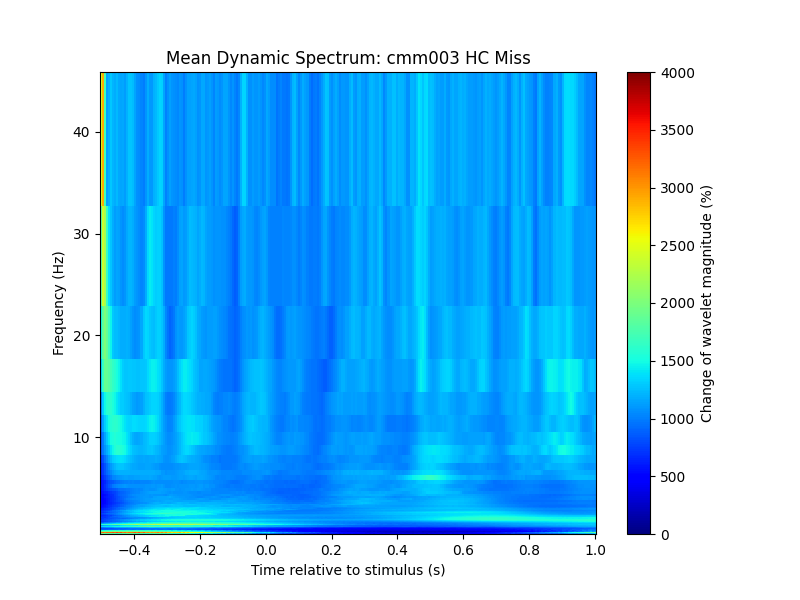 Mean Dynamic Spectrum: cmm003 HC Miss
40
30
20
10
Frequency (Hz)
−0.4 −0.2 0.0 0.2 0.4 0.6 0.8 1.0
Time relative to stimulus (s)
4000
3500
3000
2500
2000
1500
1000
500
0
Change of wavelet magnitude (%)